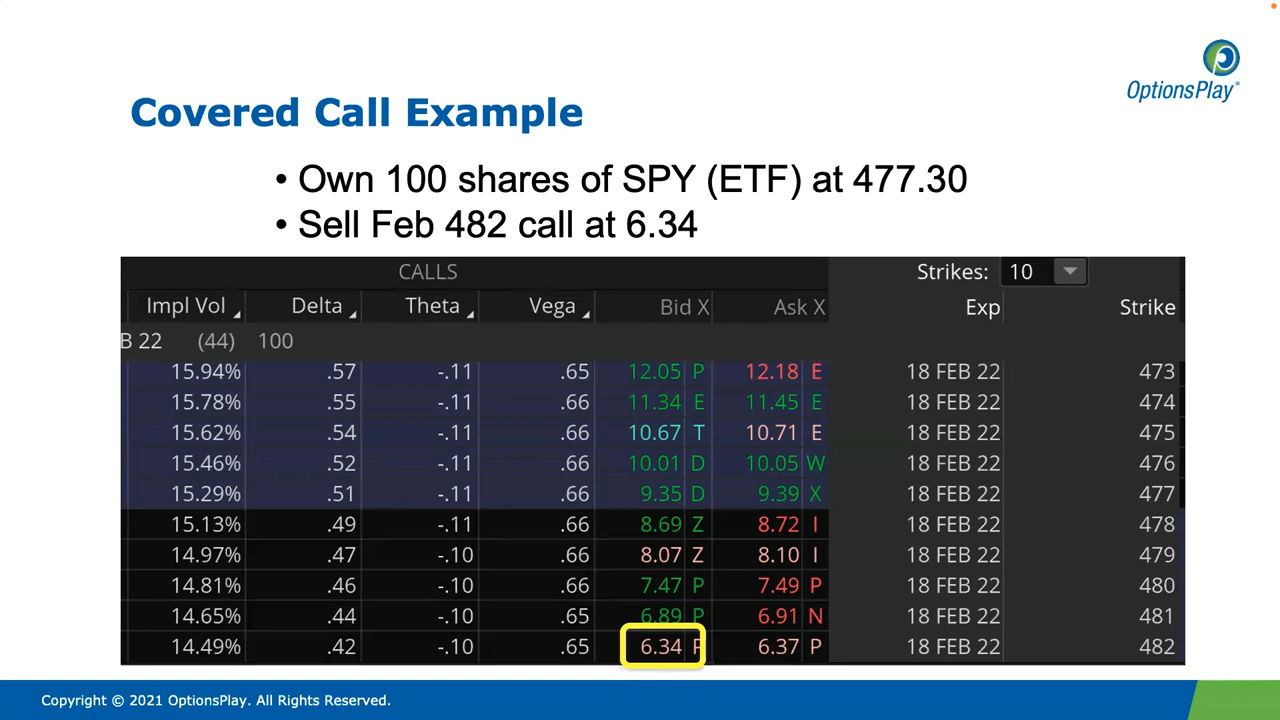 OptionsPlay®
Covered Call Example
• Own 100 shares of SPY (ETF) at 477.30
• Sell Feb 482 call at 6.34
CALLS Strikes: 10
Impl Vol Delta Theta Vega Bid X Ask X Exp Strike
B 22 (44) 100
15.94% .57 -.11 .65 12.05 P 12.18 E 18 FEB 22 473
15.78% .55 -.11 .66 11.34 E 11.45 E 18 FEB 22 474
15.62% .54 -.11 .66 10.67 T 10.71 E 18 FEB 22 475
15.46% .52 -.11 .66 10.01 D 10.05 W 18 FEB 22 476
15.29% .51 -.11 .66 9.35 D 9.39 X 18 FEB 22 477
15.13% .49 -.11 .66 8.69 Z 8.72 I 18 FEB 22 478
14.97% .47 -.10 .66 8.07 Z 8.10 I 18 FEB 22 479
14.81% .46 -.10 .66 7.47 P 7.49 P 18 FEB 22 480
14.65% .44 -.10 .65 6.89 P 6.91 N 18 FEB 22 481
14.49% .42 -.10 .65 6.34 6.37 P 18 FEB 22 482
Copyright © 2021 OptionsPlay. All Rights Reserved.